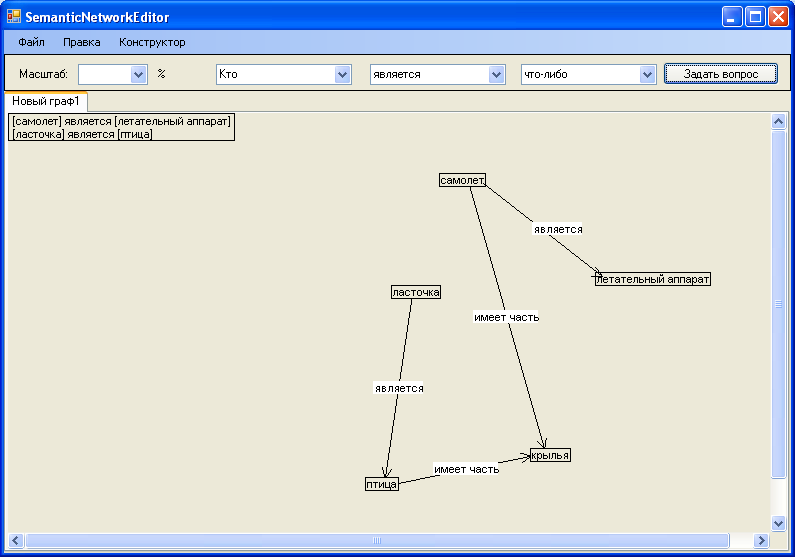 SemanticNetworkEditor
Файл Правка Конструктор
Масштаб: % Кто является что-либо Задать вопрос
Новый граф1
[самолет] является [летательный аппарат]
[ласточка] является [птица]
самолет
является
летательный аппарат
ласточка
имеет часть
является
крылья
имеет часть
птица